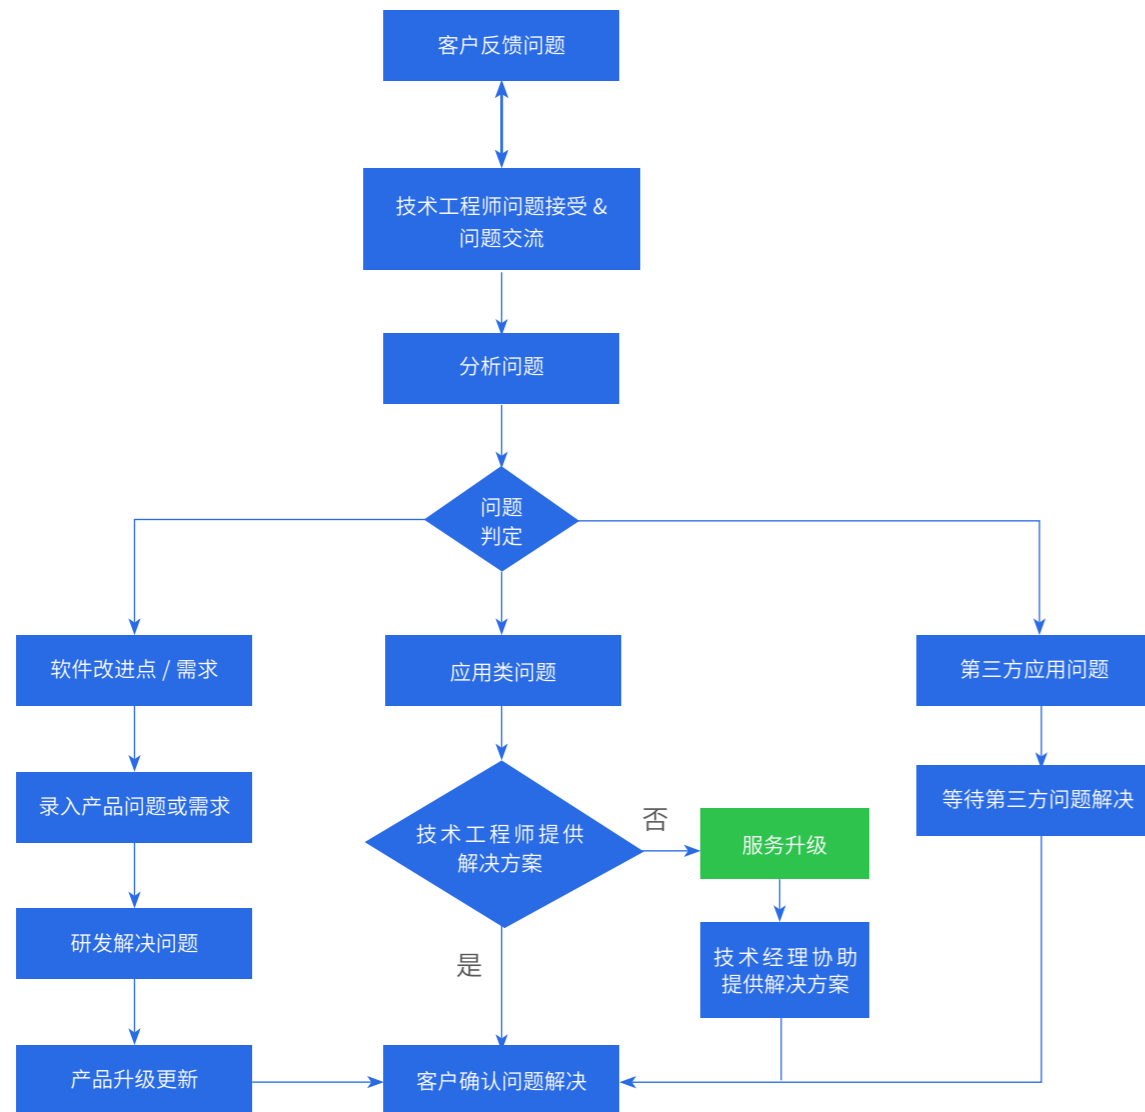 客户反馈问题
技术工程师问题接受 &
问题交流
分析问题
问题
判定
软件改进点 / 需求
应用类问题
第三方应用问题
录入产品问题或需求
技术工程师提供
解决方案
否
服务升级
等待第三方问题解决
研发解决问题
是
技术经理协助
提供解决方案
产品升级更新
客户确认问题解决